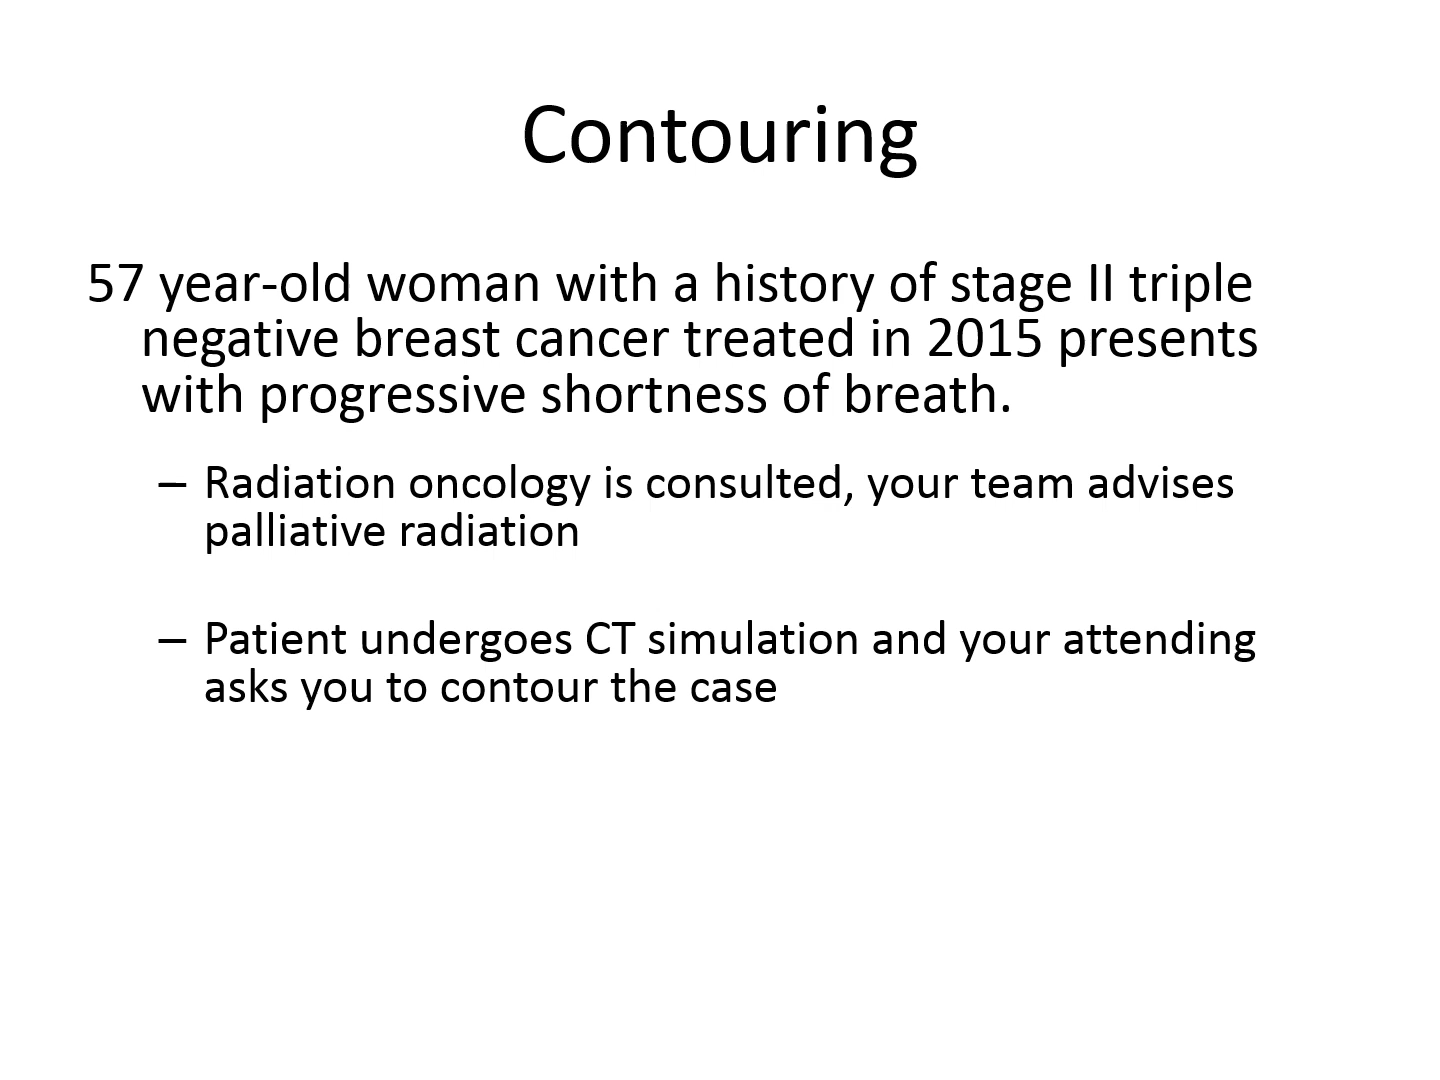 Contouring
57 year-old woman with a history of stage II triple
negative breast cancer treated in 2015 presents
with progressive shortness of breath.
– Radiation oncology is consulted, your team advises
palliative radiation
– Patient undergoes CT simulation and your attending
asks you to contour the case